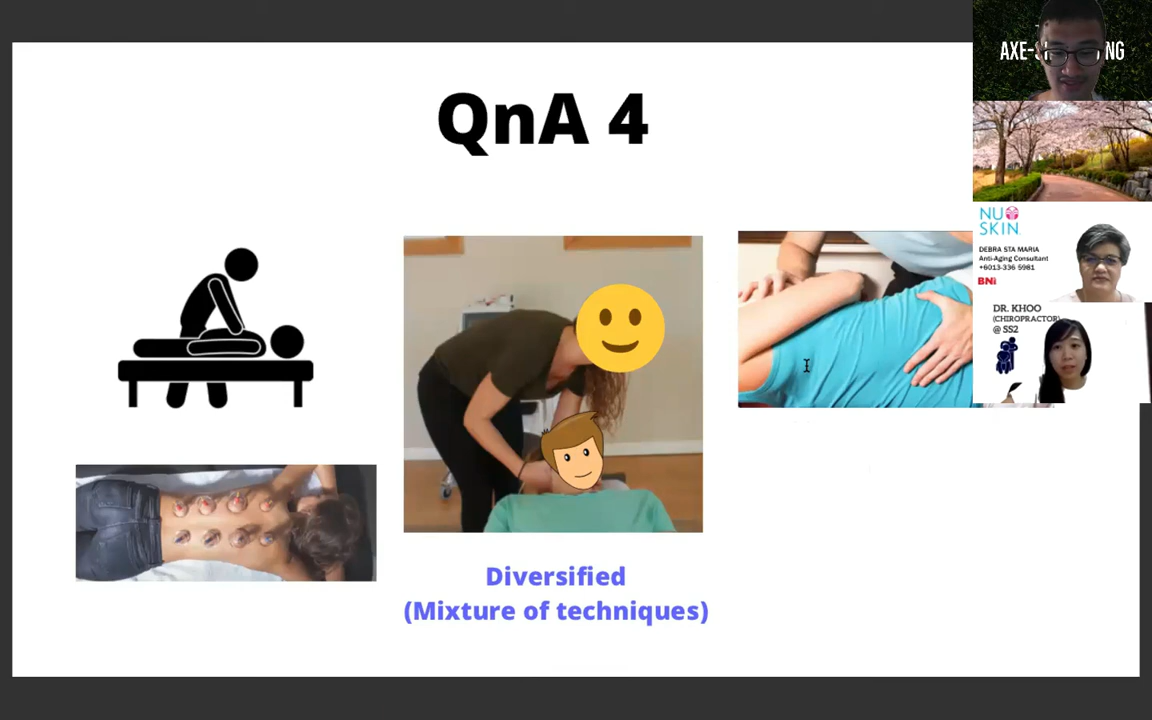 QnA 4
Diversified
(Mixture of techniques)
NU
SKIN
DEBRA STA MARIA
Anti-Aging Consultant
+6013-336 5981
BNI
DR. KHOO
(CHIROPRACTOR)
@ SS2